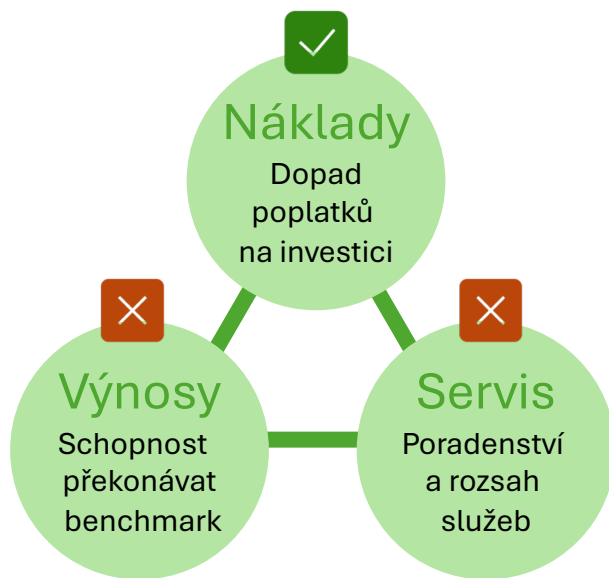 Náklady
Dopad
poplatků
na investici
Výnosy
Schopnost
překonávat
benchmark
Servis
Poradenství
a rozsah
služeb